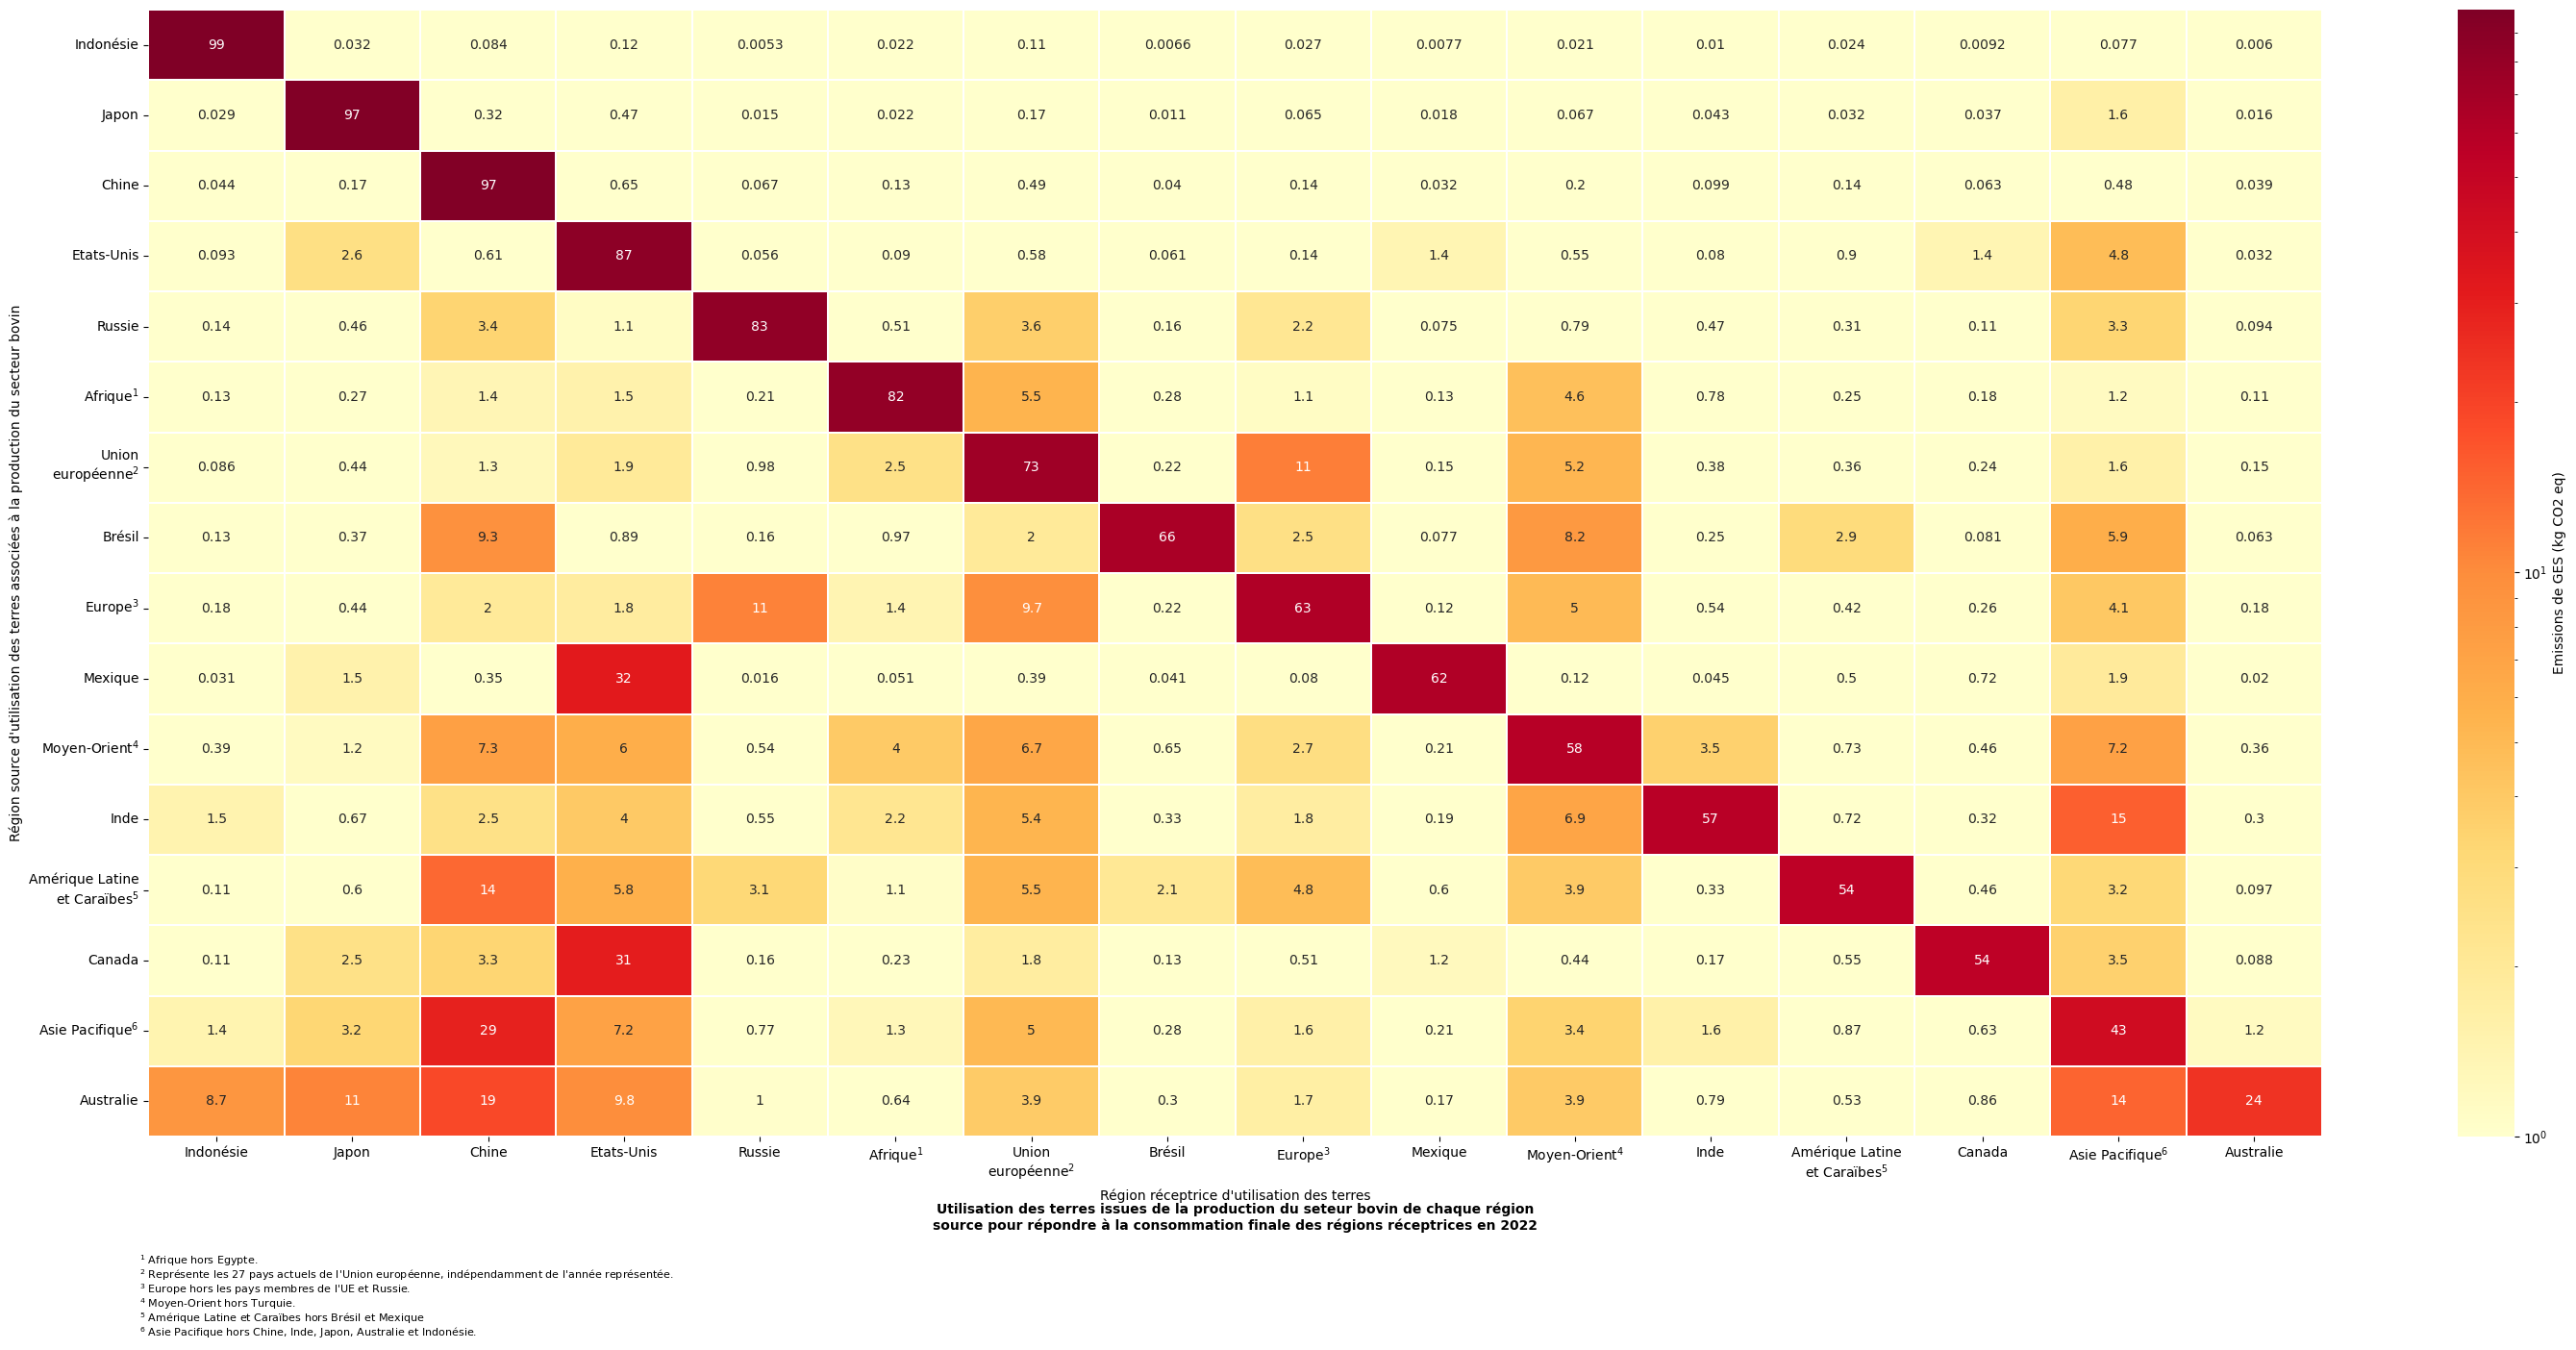 Indonésie 99 0.032 0.084 0.12 0.0053 0.022 0.11 0.0066 0.027 0.0077 0.021 0.01 0.024 0.0092 0.077 0.006
Japon 0.029 97 0.32 0.47 0.015 0.022 0.17 0.011 0.065 0.018 0.067 0.043 0.032 0.037 1.6 0.016
Chine 0.044 0.17 97 0.65 0.067 0.13 0.49 0.04 0.14 0.032 0.2 0.099 0.14 0.063 0.48 0.039
Etats-Unis 0.093 2.6 0.61 87 0.056 0.09 0.58 0.061 0.14 1.4 0.55 0.08 0.9 1.4 4.8 0.032
Russie 0.14 0.46 3.4 1.1 83 0.51 3.6 0.16 2.2 0.075 0.79 0.47 0.31 0.11 3.3 0.094
Afrique¹ 0.13 0.27 1.4 1.5 0.21 82 5.5 0.28 1.1 0.13 4.6 0.78 0.25 0.18 1.2 0.11
Union
européenne² 0.086 0.44 1.3 1.9 0.98 2.5 73 0.22 11 0.15 5.2 0.38 0.36 0.24 1.6 0.15
Brésil 0.13 0.37 9.3 0.89 0.16 0.97 2 66 2.5 0.077 8.2 0.25 2.9 0.081 5.9 0.063
Europe³ 0.18 0.44 2 1.8 11 1.4 9.7 0.22 63 0.12 5 0.54 0.42 0.26 4.1 0.18
Mexique 0.031 1.5 0.35 32 0.016 0.051 0.39 0.041 0.08 62 0.12 0.045 0.5 0.72 1.9 0.02
Moyen-Orient⁴ 0.39 1.2 7.3 6 0.54 4 6.7 0.65 2.7 0.21 58 3.5 0.73 0.46 7.2 0.36
Inde 1.5 0.67 2.5 4 0.55 2.2 5.4 0.33 1.8 0.19 6.9 57 0.72 0.32 15 0.3
Amérique Latine
et Caraïbes⁵ 0.11 0.6 14 5.8 3.1 1.1 5.5 2.1 4.8 0.6 3.9 0.33 54 0.46 3.2 0.097
Canada 0.11 2.5 3.3 31 0.16 0.23 1.8 0.13 0.51 1.2 0.44 0.17 0.55 54 3.5 0.088
Asie Pacifique⁶ 1.4 3.2 29 7.2 0.77 1.3 5 0.28 1.6 0.21 3.4 1.6 0.87 0.63 43 1.2
Australie 8.7 11 19 9.8 1 0.64 3.9 0.3 1.7 0.17 3.9 0.79 0.53 0.86 14 24
Région source d'utilisation des terres associées à la production du secteur bovin
Indonésie Japon Chine Etats-Unis Russie Afrique¹ Union Brésil Europe³ Mexique Moyen-Orient⁴ Inde Amérique Latine Canada Asie Pacifique⁶ Australie
européenne² et Caraïbes⁵
Région réceptrice d'utilisation des terres
10¹
10⁰
Emissions de GES (kg CO2 eq)
Utilisation des terres issues de la production du seteur bovin de chaque région
source pour répondre à la consommation finale des régions réceptrices en 2022
¹ Afrique hors Egypte.
² Représente les 27 pays actuels de l'Union européenne, indépendamment de l'année représentée.
³ Europe hors les pays membres de l'UE et Russie.
⁴ Moyen-Orient hors Turquie.
⁵ Amérique Latine et Caraïbes hors Brésil et Mexique
⁶ Asie Pacifique hors Chine, Inde, Japon, Australie et Indonésie.